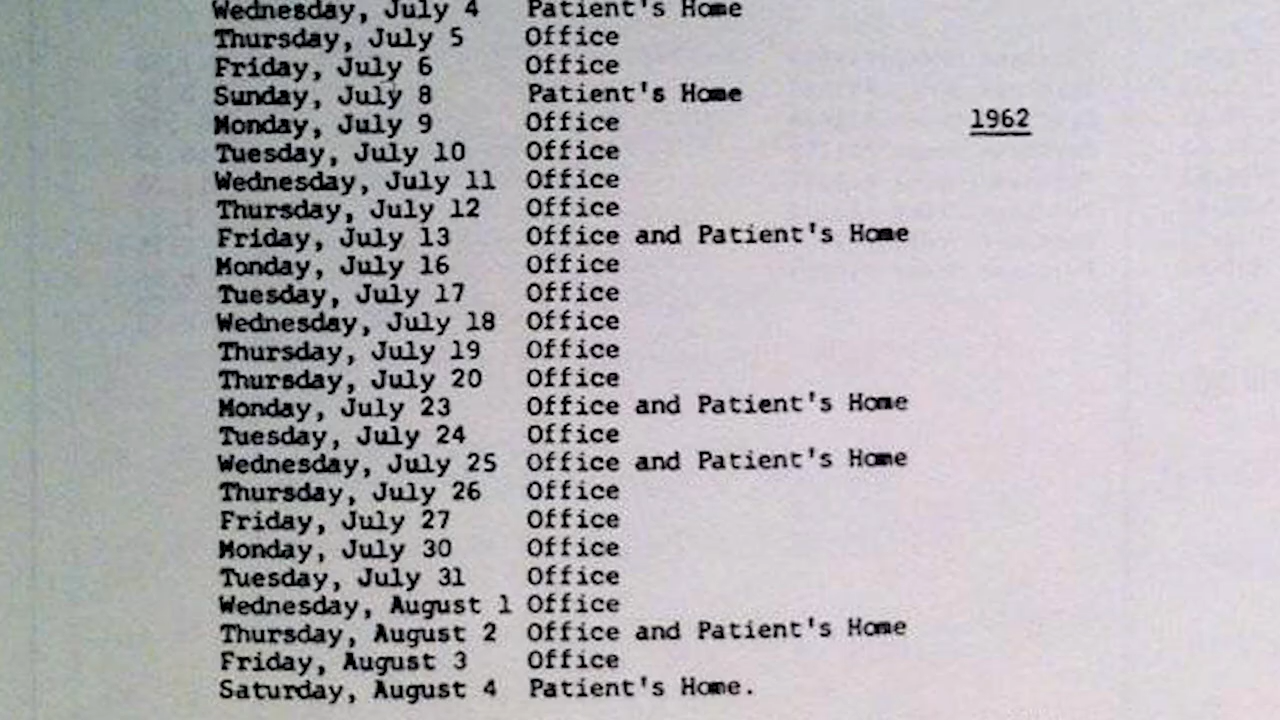 Wednesday, July 4 Patient's Home
Thursday, July 5 Office
Friday, July 6 Office
Sunday, July 8 Patient's Home
Monday, July 9 Office 1962
Tuesday, July 10 Office
Wednesday, July 11 Office
Thursday, July 12 Office
Friday, July 13 Office and Patient's Home
Monday, July 16 Office
Tuesday, July 17 Office
Wednesday, July 18 Office
Thursday, July 19 Office
Thursday, July 20 Office
Monday, July 23 Office and Patient's Home
Tuesday, July 24 Office
Wednesday, July 25 Office and Patient's Home
Thursday, July 26 Office
Friday, July 27 Office
Monday, July 30 Office
Tuesday, July 31 Office
Wednesday, August 1 Office
Thursday, August 2 Office and Patient's Home
Friday, August 3 Office
Saturday, August 4 Patient's Home.